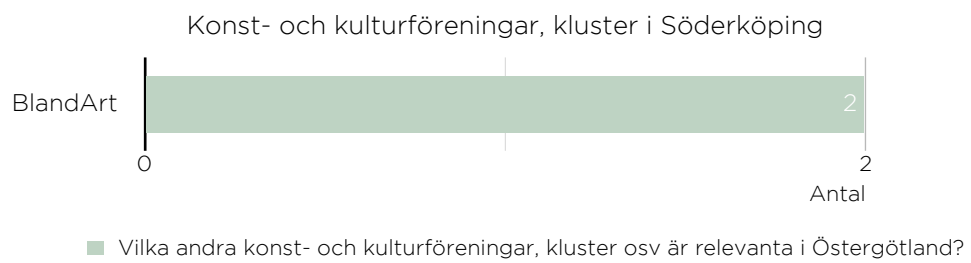 Konst- och kulturföreningar, kluster i Söderköping
BlandArt
2
0
2
Antal
Vilka andra konst- och kulturföreningar, kluster osv är relevanta i Östergötland?